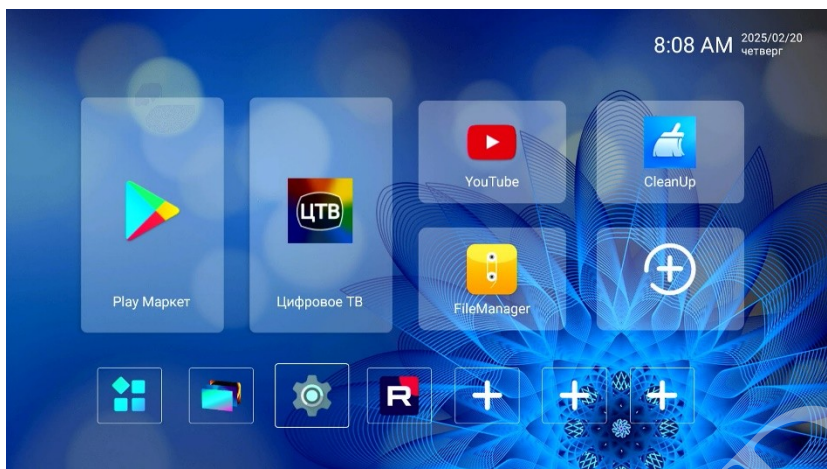 8:08 AM
2025/02/20
четверг
Play Маркет
ЦТВ
Цифровое ТВ
YouTube
CleanUp
FileManager
R